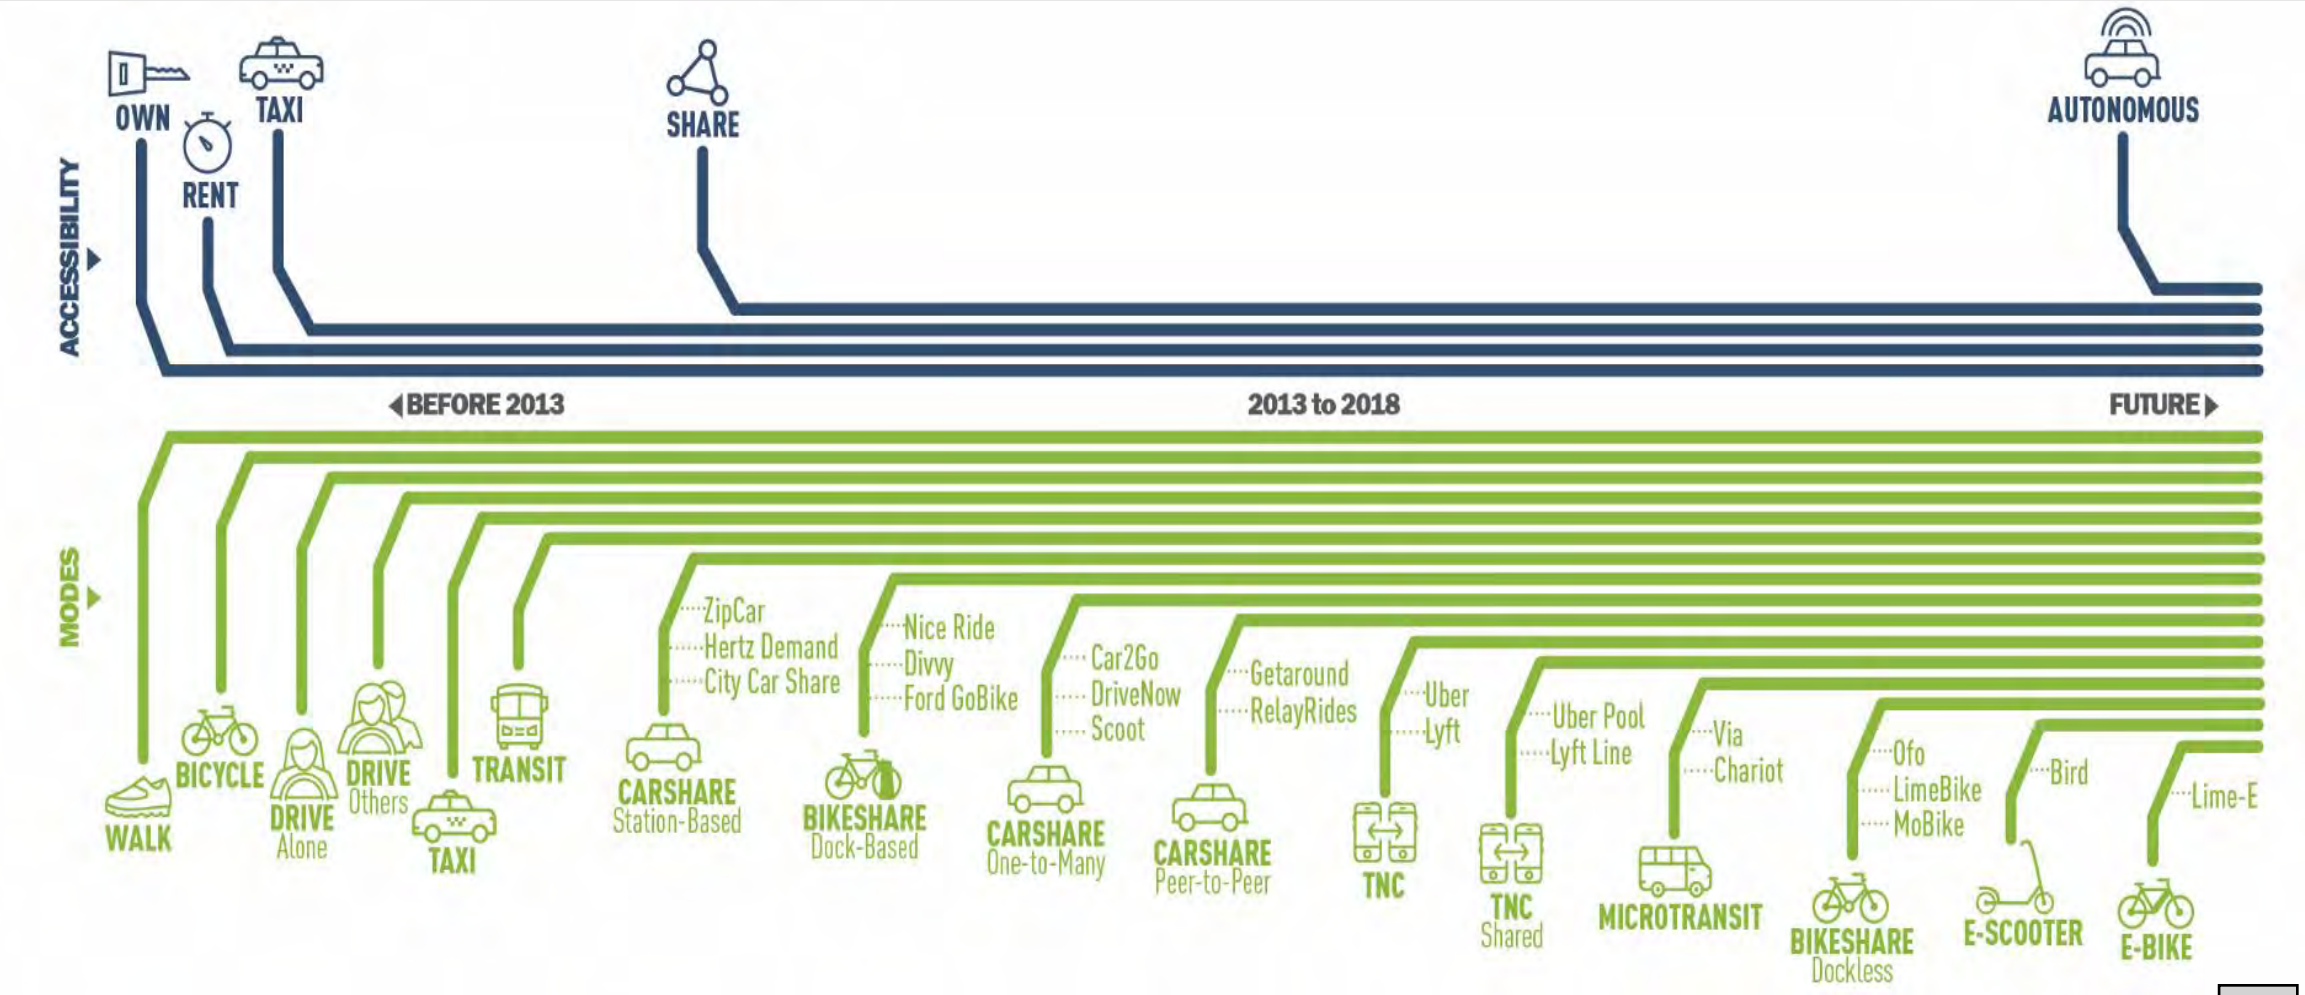 OWN
TAXI
RENT
SHARE
AUTONOMOUS
ACCESSIBILITY
BEFORE 2013
2013 to 2018
FUTURE
MODES
WALK
BICYCLE
DRIVE
Alone
DRIVE
Others
TAXI
TRANSIT
ZipCar
Hertz Demand
City Car Share
CARSHARE
Station-Based
Nice Ride
Divvy
Ford GoBike
BIKESHARE
Dock-Based
Car2Go
DriveNow
Scoot
CARSHARE
One-to-Many
Getaround
RelayRides
CARSHARE
Peer-to-Peer
Uber
Lyft
TNC
Uber Pool
Lyft Line
TNC
Shared
Via
Chariot
MICROTRANSIT
Ofo
LimeBike
MoBike
BIKESHARE
Dockless
Bird
E-SCOOTER
Lime-E
E-BIKE